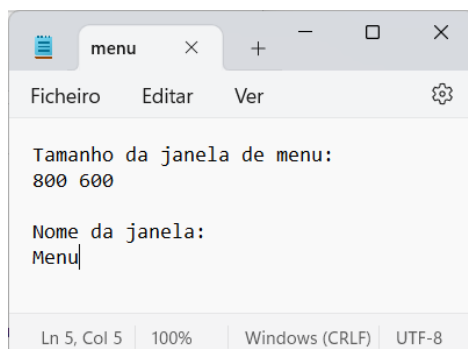 menu
Ficheiro Editar Ver
Tamanho da janela de menu:
800 600
Nome da janela:
Menu
Ln 5, Col 5 100% Windows (CRLF) UTF-8